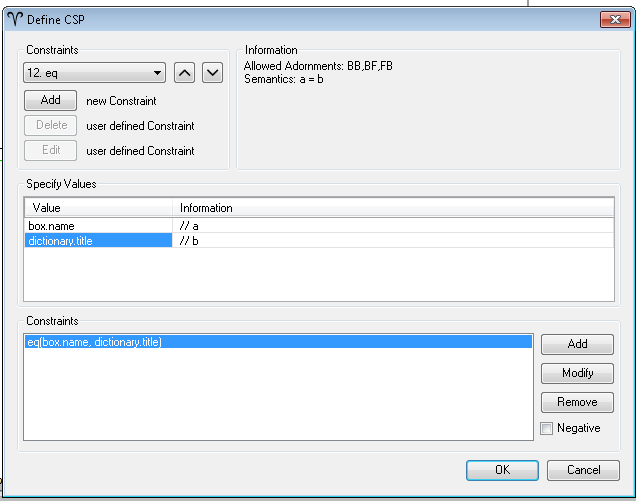 Define CSP
Constraints
12. eq
Add new Constraint
Delete user defined Constraint
Edit user defined Constraint
Information
Allowed Adornments: BB,BF,FB
Semantics: a = b
Specify Values
Value Information
box.name // a
dictionary.title // b
Constraints
eq(box.name, dictionary.title)
Add
Modify
Remove
Negative
OK Cancel